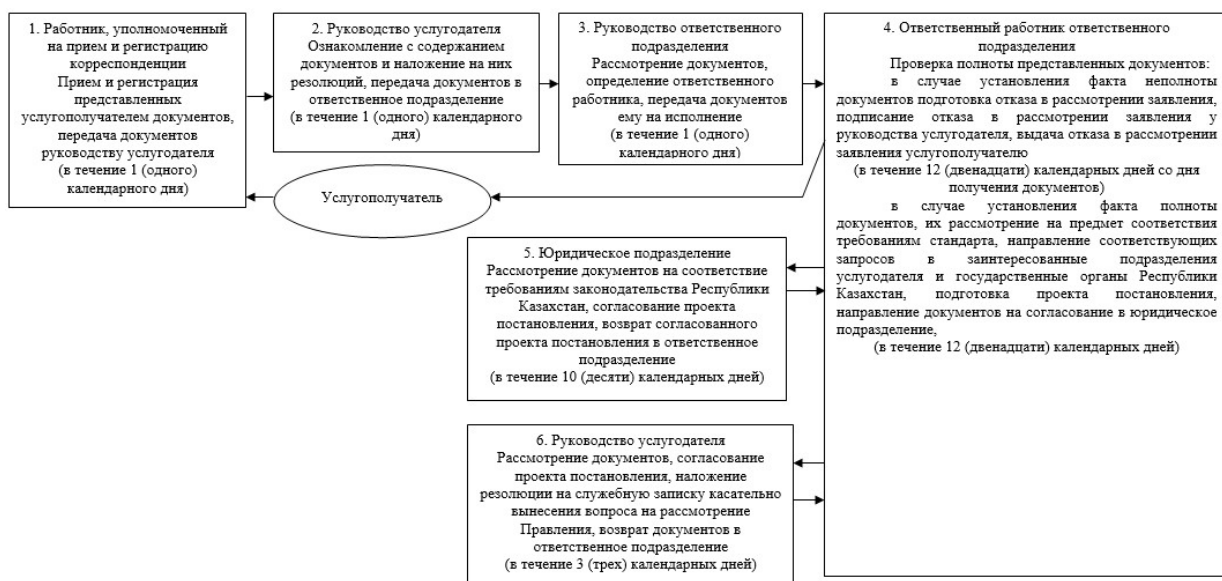 1. Работник, уполномоченный
на прием и регистрацию
корреспонденции
Прием и регистрация
представленных
услугополучателем документов,
передача документов
руководству услугодателя
(в течение 1 (одного)
календарного дня)
2. Руководство услугодателя
Ознакомление с содержанием
документов и наложение на них
резолюций, передача документов в
ответственное подразделение
(в течение 1 (одного) календарного
дня)
3. Руководство ответственного
подразделения
Рассмотрение документов,
определение ответственного
работника, передача документов
ему на исполнение
(в течение 1 (одного)
календарного дня)
4. Ответственный работник ответственного
подразделения
Проверка полноты представленных документов:
в случае установления факта неполноты
документов подготовка отказа в рассмотрении заявления,
подписание отказа в рассмотрении заявления у
руководства услугодателя, выдача отказа в рассмотрении
заявления услугополучателю
(в течение 12 (двенадцати) календарных дней со дня
получения документов)
в случае установления факта полноты
документов, их рассмотрение на предмет соответствия
требованиям стандарта, направление соответствующих
запросов в заинтересованные подразделения
услугодателя и государственные органы Республики
Казахстан, подготовка проекта постановления,
направление документов на согласование в юридическое
подразделение,
(в течение 12 (двенадцати) календарных дней)
Услугополучатель
5. Юридическое подразделение
Рассмотрение документов на соответствие
требованиям законодательства Республики
Казахстан, согласование проекта
постановления, возврат согласованного
проекта постановления в ответственное
подразделение
(в течение 10 (десяти) календарных дней)
6. Руководство услугодателя
Рассмотрение документов, согласование
проекта постановления, наложение
резолюции на служебную записку касательно
вынесения вопроса на рассмотрение
Правления, возврат документов в
ответственное подразделение
(в течение 3 (трех) календарных дней)